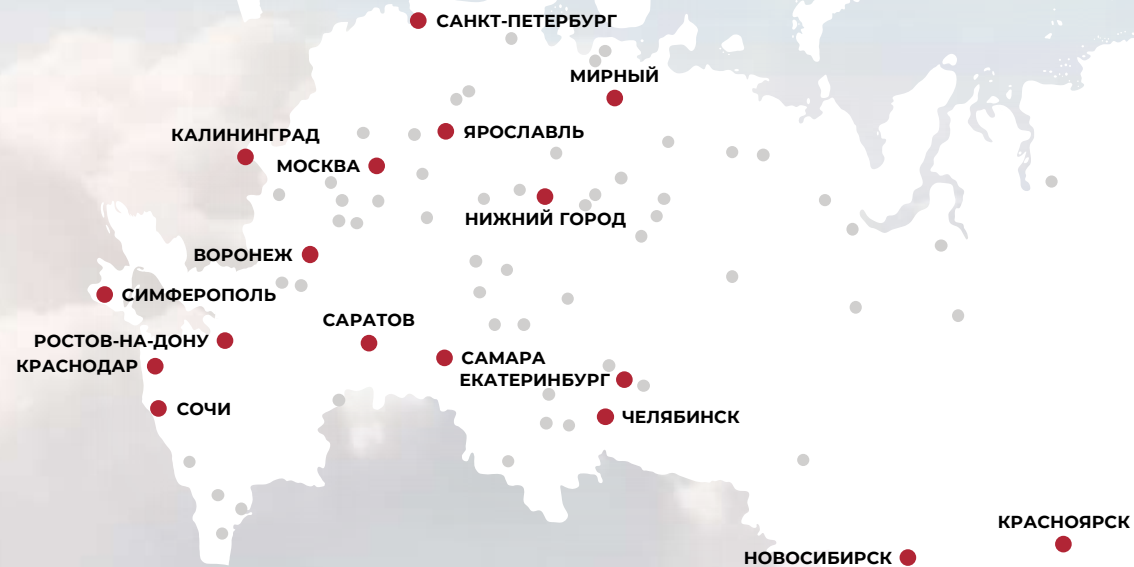 САНКТ-ПЕТЕРБУРГ
МИРНЫЙ
КАЛИНИНГРАД
ЯРОСЛАВЛЬ
МОСКВА
НИЖНИЙ ГОРОД
ВОРОНЕЖ
СИМФЕРОПОЛЬ
САРАТОВ
РОСТОВ-НА-ДОНУ
САМАРА
КРАСНОДАР
ЕКАТЕРИНБУРГ
СОЧИ
ЧЕЛЯБИНСК
КРАСНОЯРСК
НОВОСИБИРСК